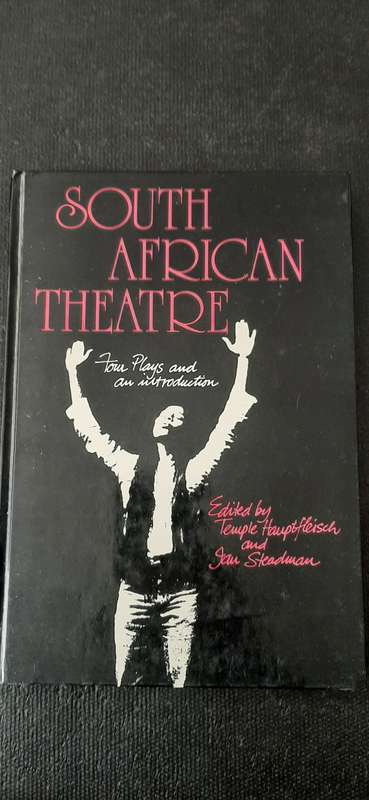 SOUTH
AFRICAN
THEATRE
Four Plays and
an introduction
Edited by
Temple Hauptfleisch
and
Ian Steadman